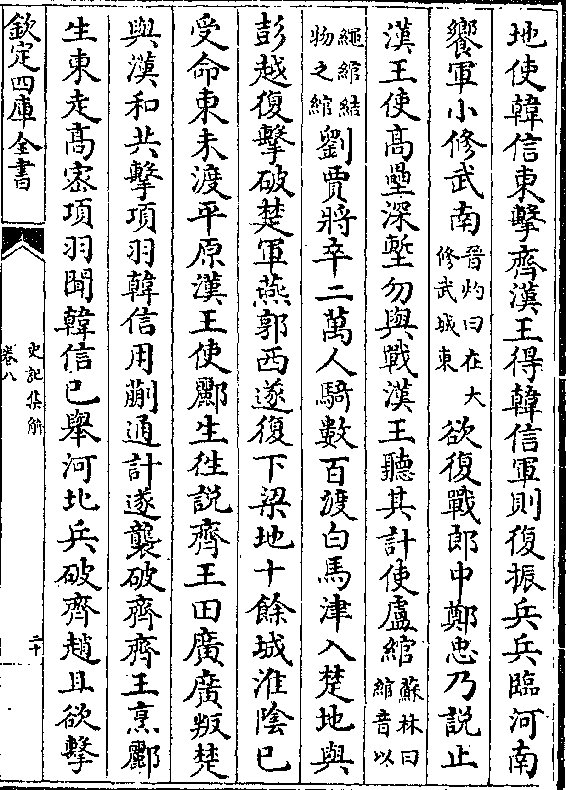 地使韓信東擊齊漢王得韓信軍則復振兵兵臨河南
饗軍小修武南晉灼曰在大修武城東欲復戰郎中鄭忠乃說止
漢王使髙壘深塹勿與戰漢王聽其計使盧綰蘇林曰綰音以
繩綰結物之綰劉賈將卒二萬人騎數百渡白馬津入楚地與
彭越復擊破楚軍燕郭西遂復下梁地十餘城淮陰已
受命東未渡平原漢王使酈生往說齊王田廣廣叛楚
與漢和共擊項羽韓信用蒯通計遂襲破齊齊王烹酈
生東走髙密項羽聞韓信已舉河北兵破齊趙且欲擊
欽定四庫全書
史記集解
卷八
二十